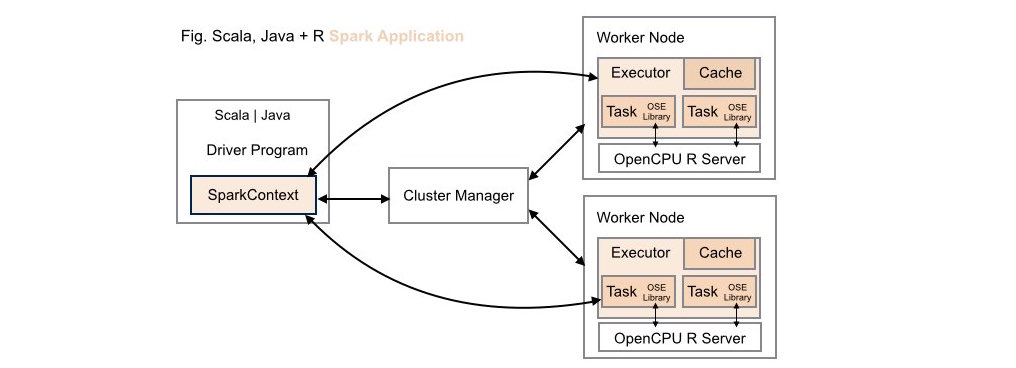 Fig. Scala, Java + R Spark Application
Scala | Java
Driver Program
SparkContext
Cluster Manager
Worker Node
Executor
Cache
Task
OSE
Library
Task
OSE
Library
OpenCPU R Server
Worker Node
Executor
Cache
Task
OSE
Library
Task
OSE
Library
OpenCPU R Server